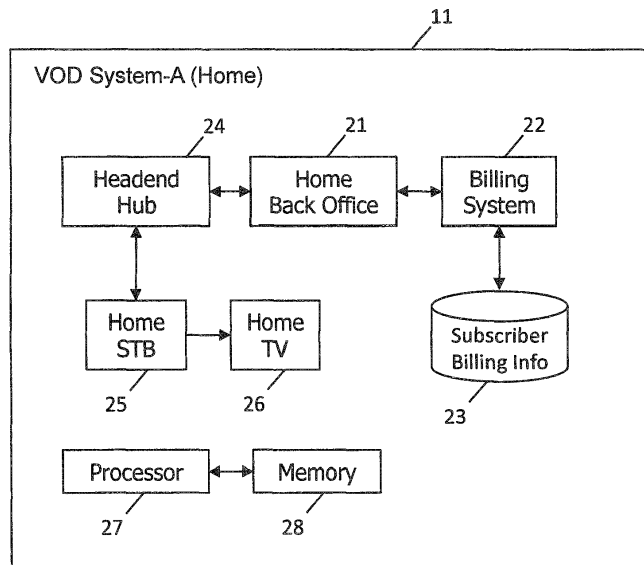 11
VOD System-A (Home)
24
21
22
Headend
Hub
Home
Back Office
Billing
System
Home
STB
Home
TV
Subscriber
Billing Info
25
26
23
Processor
Memory
27
28